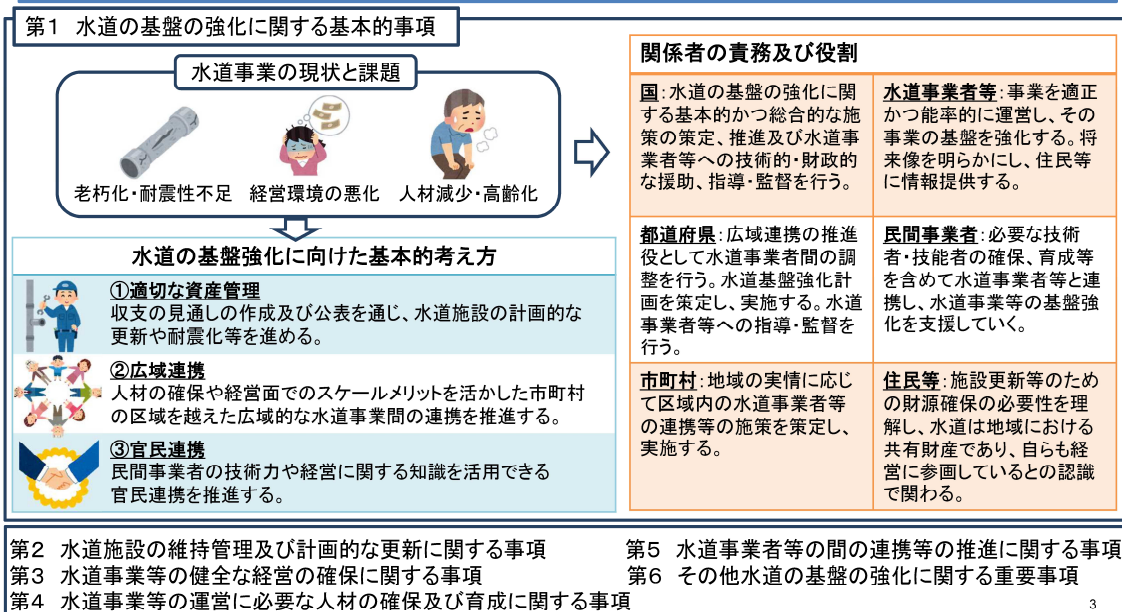 第1 水道の基盤の強化に関する基本的事項
水道事業の現状と課題
老朽化・耐震性不足
経営環境の悪化
人材減少・高齢化
水道の基盤強化に向けた基本的考え方
①適切な資産管理
収支の見通しの作成及び公表を通じ、水道施設の計画的な
更新や耐震化等を進める。
②広域連携
人材の確保や経営面でのスケールメリットを活かした市町村
の区域を越えた広域的な水道事業間の連携を推進する。
③官民連携
民間事業者の技術力や経営に関する知識を活用できる
官民連携を推進する。
関係者の責務及び役割
国:水道の基盤の強化に関
する基本的かつ総合的な施
策の策定、推進及び水道事
業者等への技術的・財政的
な援助、指導・監督を行う。
水道事業者等:事業を適正
かつ能率的に運営し、その
事業の基盤を強化する。将
来像を明らかにし、住民等
に情報提供する。
都道府県:広域連携の推進
役として水道事業者間の調
整を行う。水道基盤強化計
画を策定し、実施する。水道
事業者等への指導・監督を
行う。
民間事業者:必要な技術
者・技能者の確保、育成等
を含めて水道事業者等と連
携し、水道事業等の基盤強
化を支援していく。
市町村:地域の実情に応じ
て区域内の水道事業者等
の連携等の施策を策定し、
実施する。
住民等:施設更新等のため
の財源確保の必要性を理
解し、水道は地域における
共有財産であり、自らも経
営に参画しているとの認識
で関わる。
第2 水道施設の維持管理及び計画的な更新に関する事項
第3 水道事業等の健全な経営の確保に関する事項
第4 水道事業等の運営に必要な人材の確保及び育成に関する事項
第5 水道事業者等の間の連携等の推進に関する事項
第6 その他水道の基盤の強化に関する重要事項
3